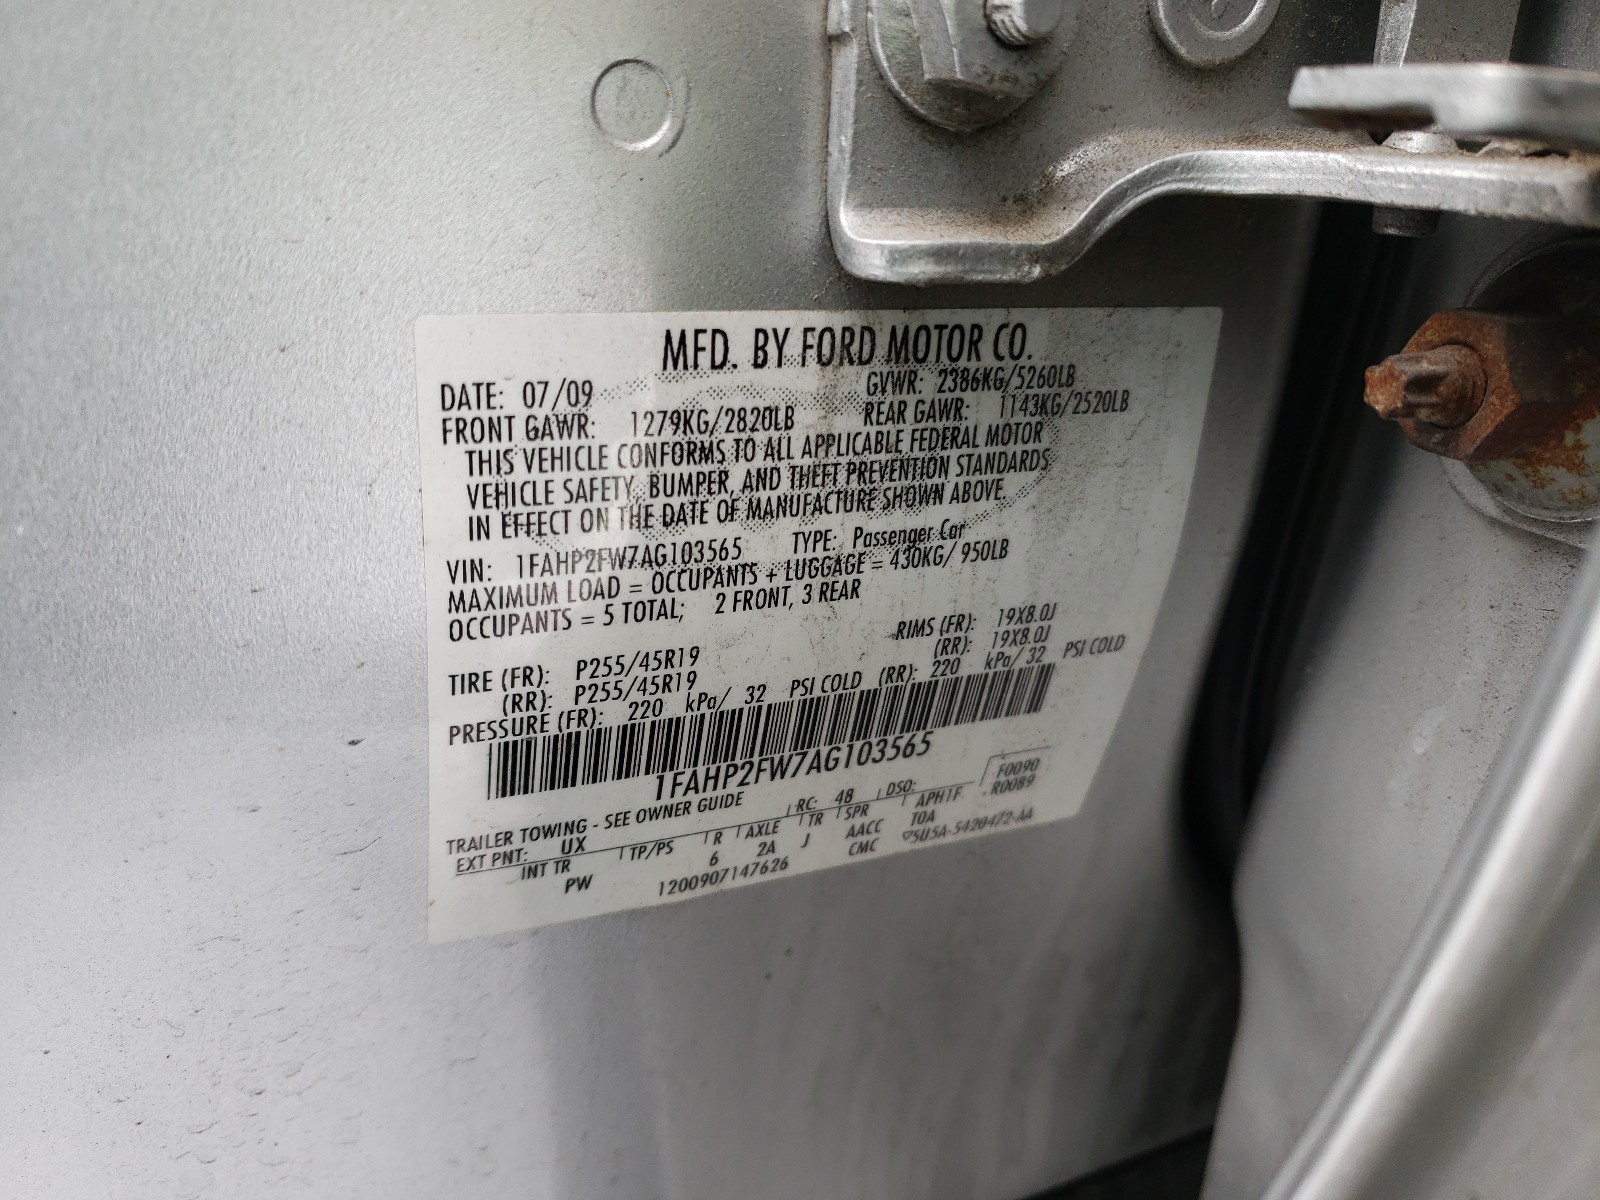 MFD. BY FORD MOTOR CO.
DATE: 07/09 GVWR: 2386KG/5260LB
FRONT GAWR: 1279KG/2820LB REAR GAWR: 1143KG/2520LB
THIS VEHICLE CONFORMS TO ALL APPLICABLE FEDERAL MOTOR
VEHICLE SAFETY, BUMPER, AND THEFT PREVENTION STANDARDS
IN EFFECT ON THE DATE OF MANUFACTURE SHOWN ABOVE.
VIN: 1FAHP2FW7AG103565 TYPE: Passenger Car
MAXIMUM LOAD = OCCUPANTS + LUGGAGE = 430KG/ 950LB
OCCUPANTS = 5 TOTAL; 2 FRONT, 3 REAR
TIRE (FR): P255/45R19 RIMS (FR): 19X8.0J
(RR): P255/45R19 (RR): 19X8.0J
PRESSURE (FR): 220 kPa/ 32 PSI COLD (RR): 220 kPa/ 32 PSI COLD
1FAHP2FW7AG103565
TRAILER TOWING - SEE OWNER GUIDE F0090
EXT PNT: UX RC: 48 DSO: R0089
INT TR TP/PS R AXLE TR SPR APH1F
PW 6 2A J AACC TOA
1200907147626 CMC 5U5A-5420472-AA